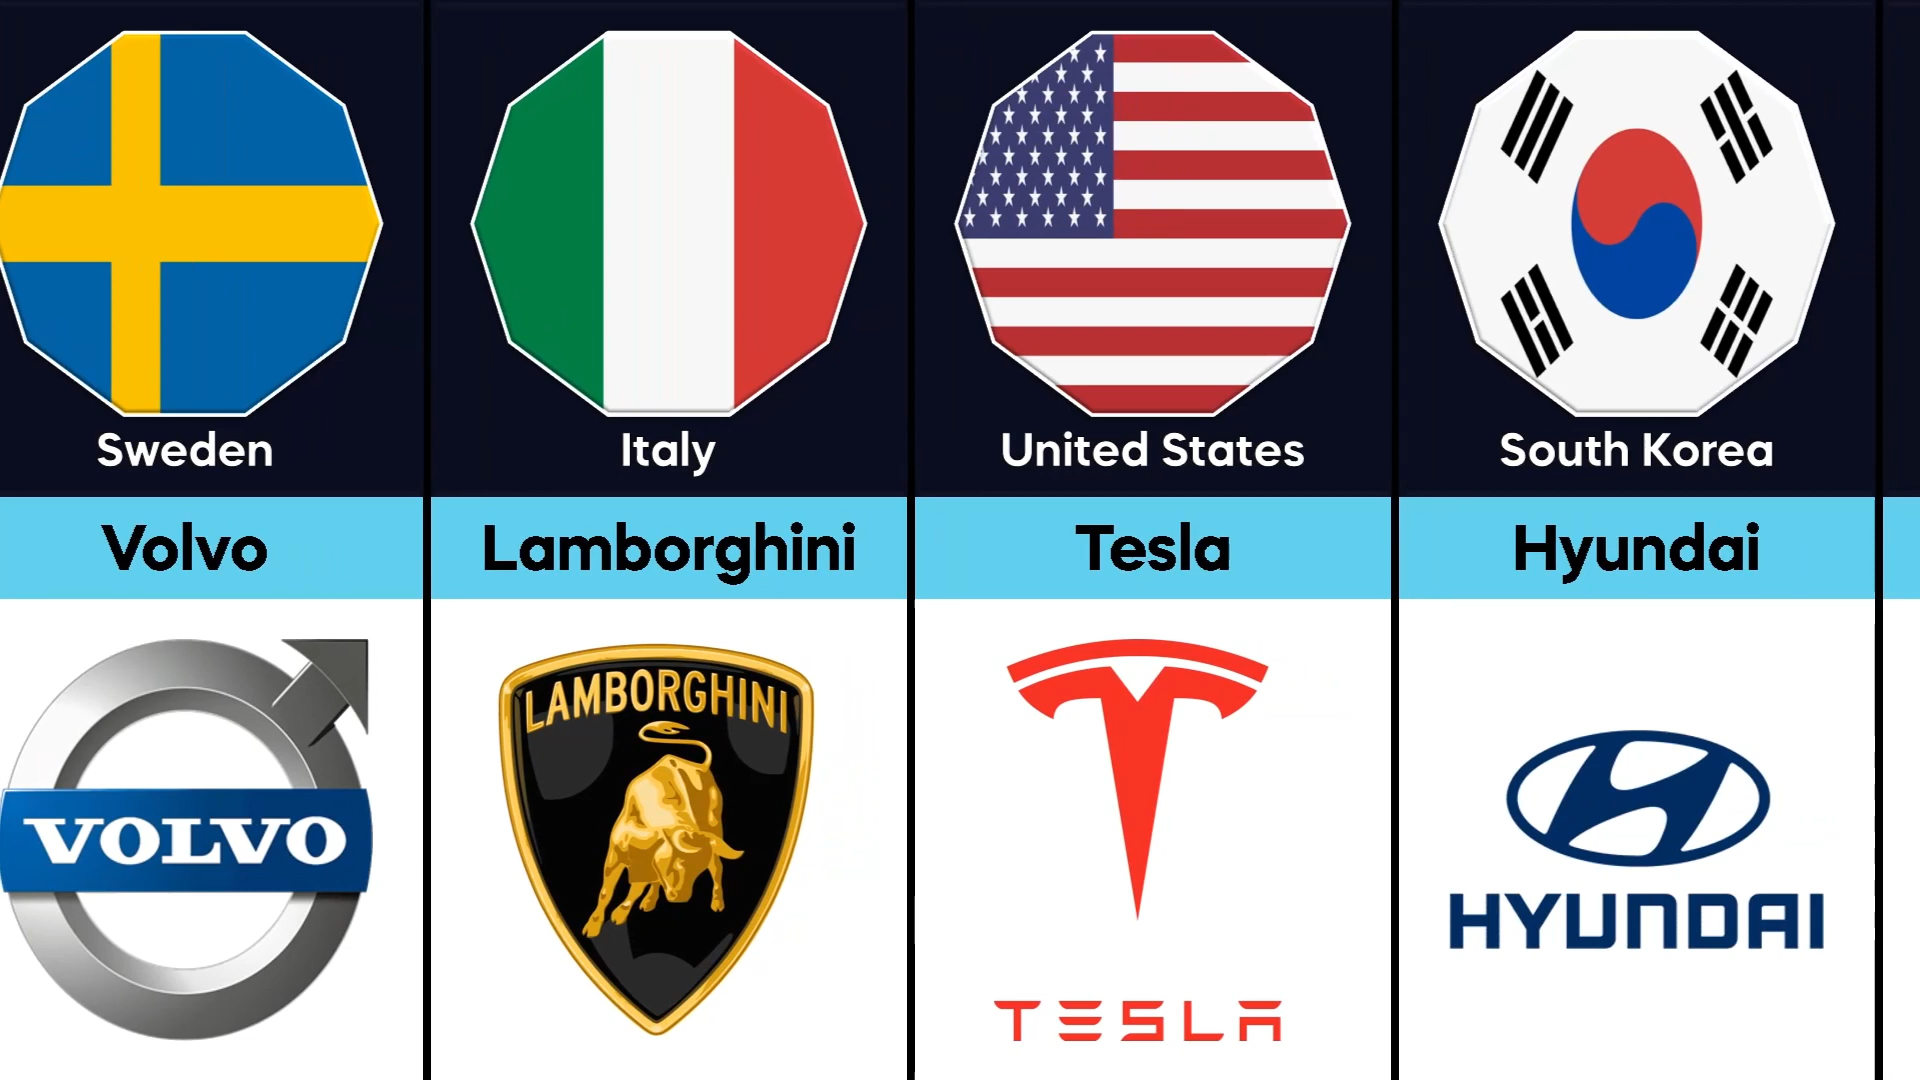 Sweden
Italy
United States
South Korea
Volvo
Lamborghini
Tesla
Hyundai
VOLVO
LAMBORGHINI
TESLA
HYUNDAI